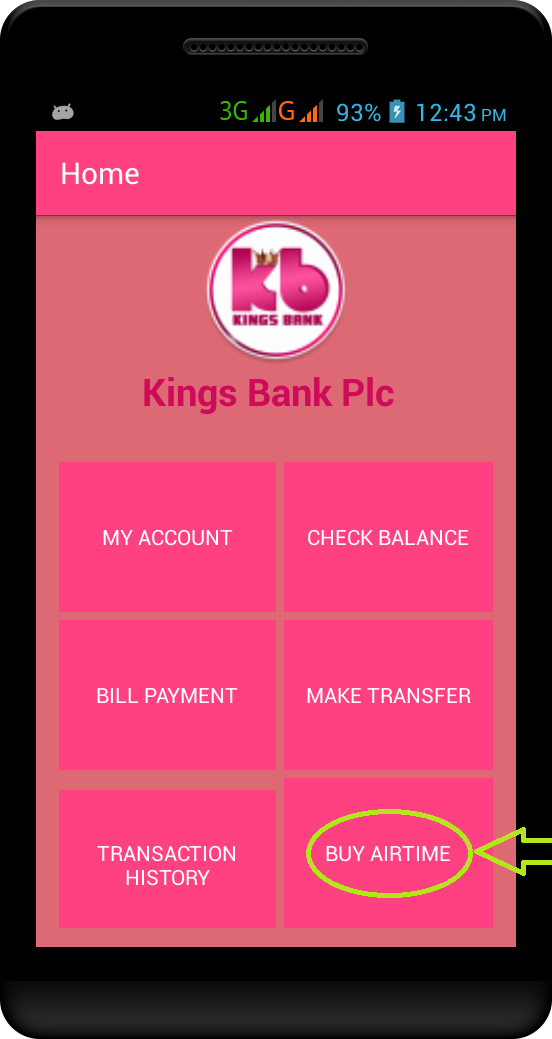 3G G 93% 12:43 PM
Home
kb
KINGS BANK
Kings Bank Plc
MY ACCOUNT CHECK BALANCE
BILL PAYMENT MAKE TRANSFER
TRANSACTION
HISTORY
BUY AIRTIME